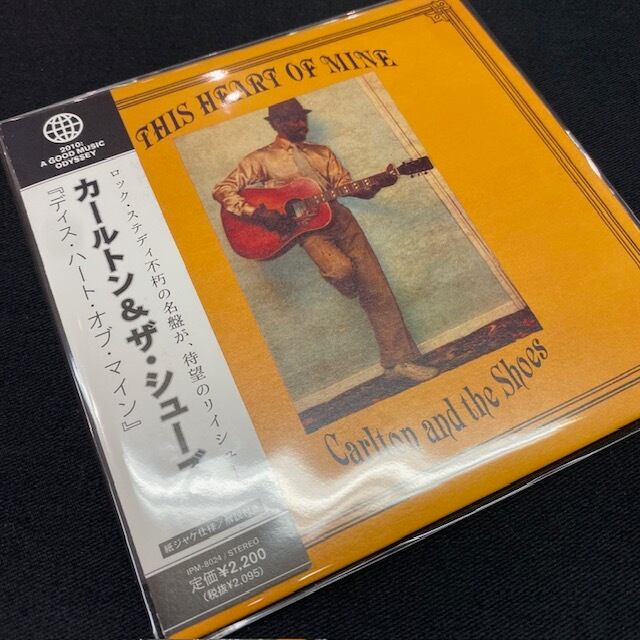 THIS HEART OF MINE
Carlton and the Shoes
2010:
A GOOD MUSIC
ODYSSEY
ロック・ステディ不朽の名盤が、待望のリイシュー
カールトン&ザ・シューズ
『ディス・ハート・オブ・マイン』
紙ジャケ仕様/
IPM-8024 / STEREO
定価¥2,200
(税抜¥2,095)